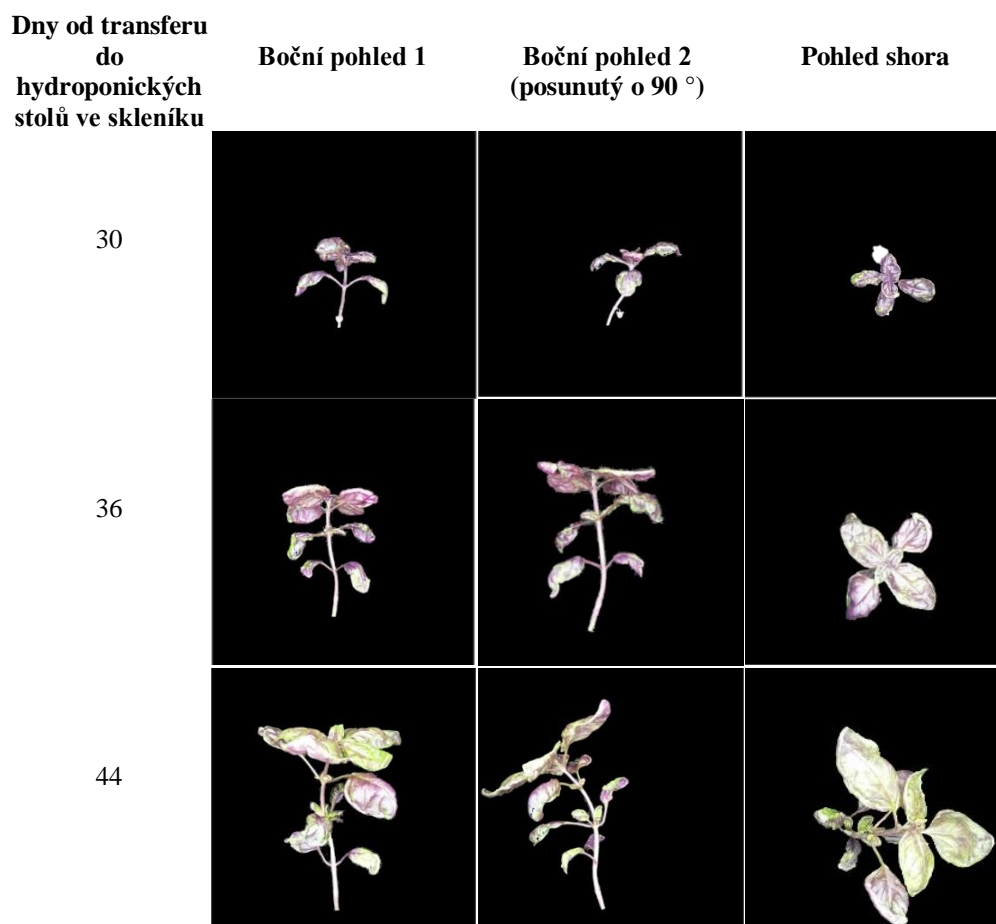 Dny od transferu
do
hydroponických
stolů ve skleníku
Boční pohled 1
Boční pohled 2
(posunutý o 90 °)
Pohled shora
30
36
44